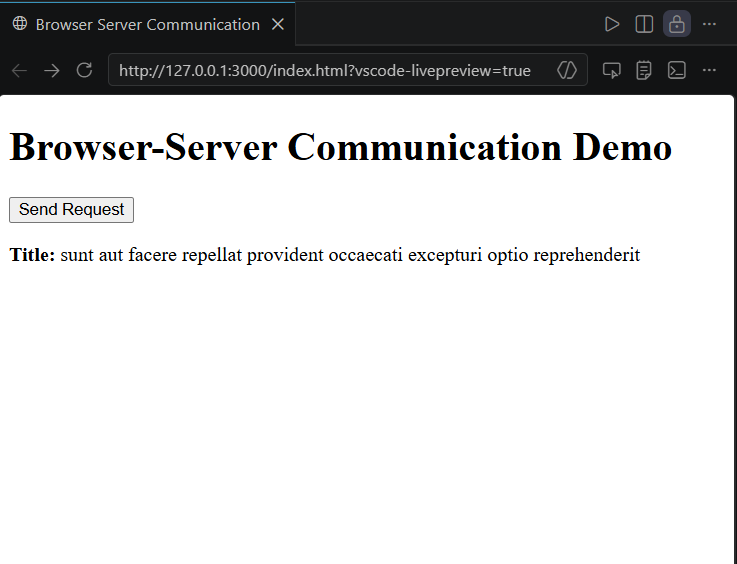 Browser Server Communication
http://127.0.0.1:3000/index.html?vscode-livepreview=true
Browser-Server Communication Demo
Send Request
Title: sunt aut facere repellat provident occaecati excepturi optio reprehenderit